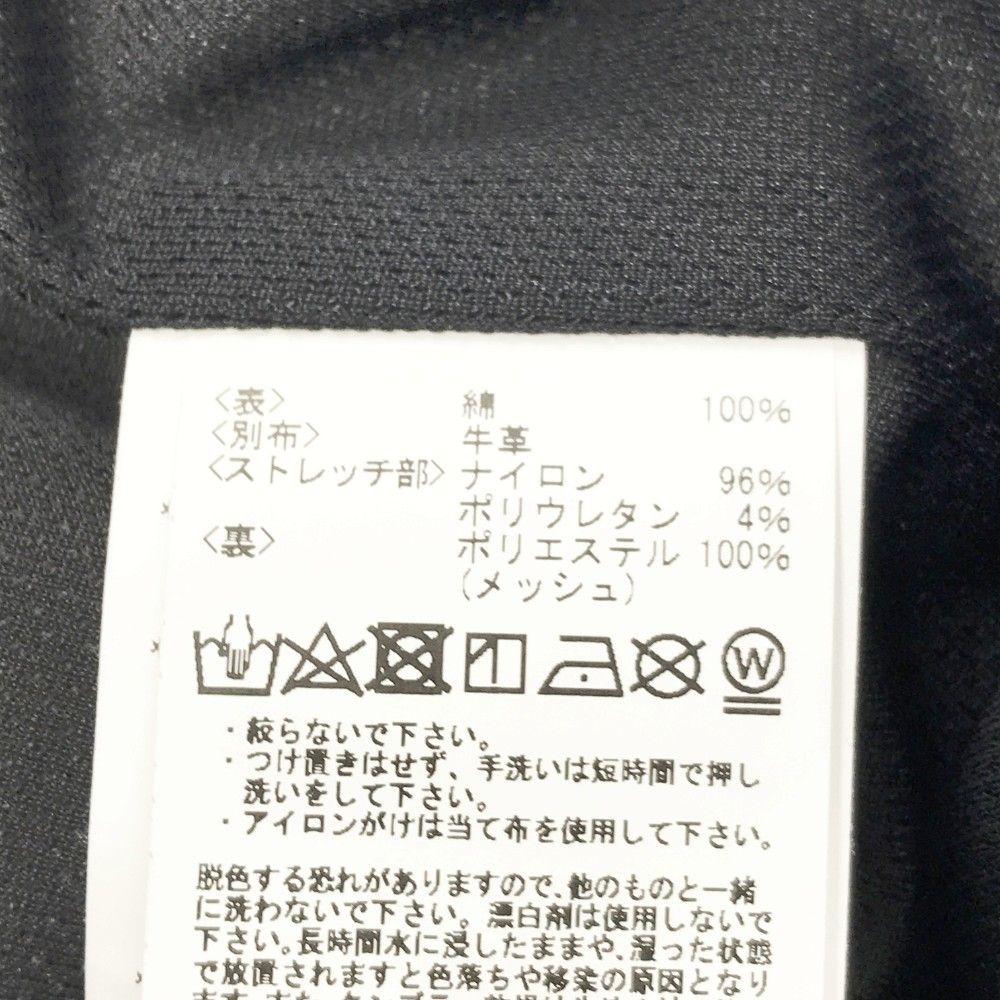 <表> 綿 100%
<別布> 牛革
<ストレッチ部> ナイロン 96%
ポリウレタン 4%
<裏> ポリエステル 100%
(メッシュ)
W
・絞らないで下さい。
・つけ置きはせず、手洗いは短時間で押し
洗いをして下さい。
・アイロンがけは当て布を使用して下さい。
脱色する恐れがありますので、他のものと一緒
に洗わないで下さい。漂白剤は使用しないで
下さい。長時間水に浸したままや、湿った状態
で放置されますと色落ちや移染の原因となり